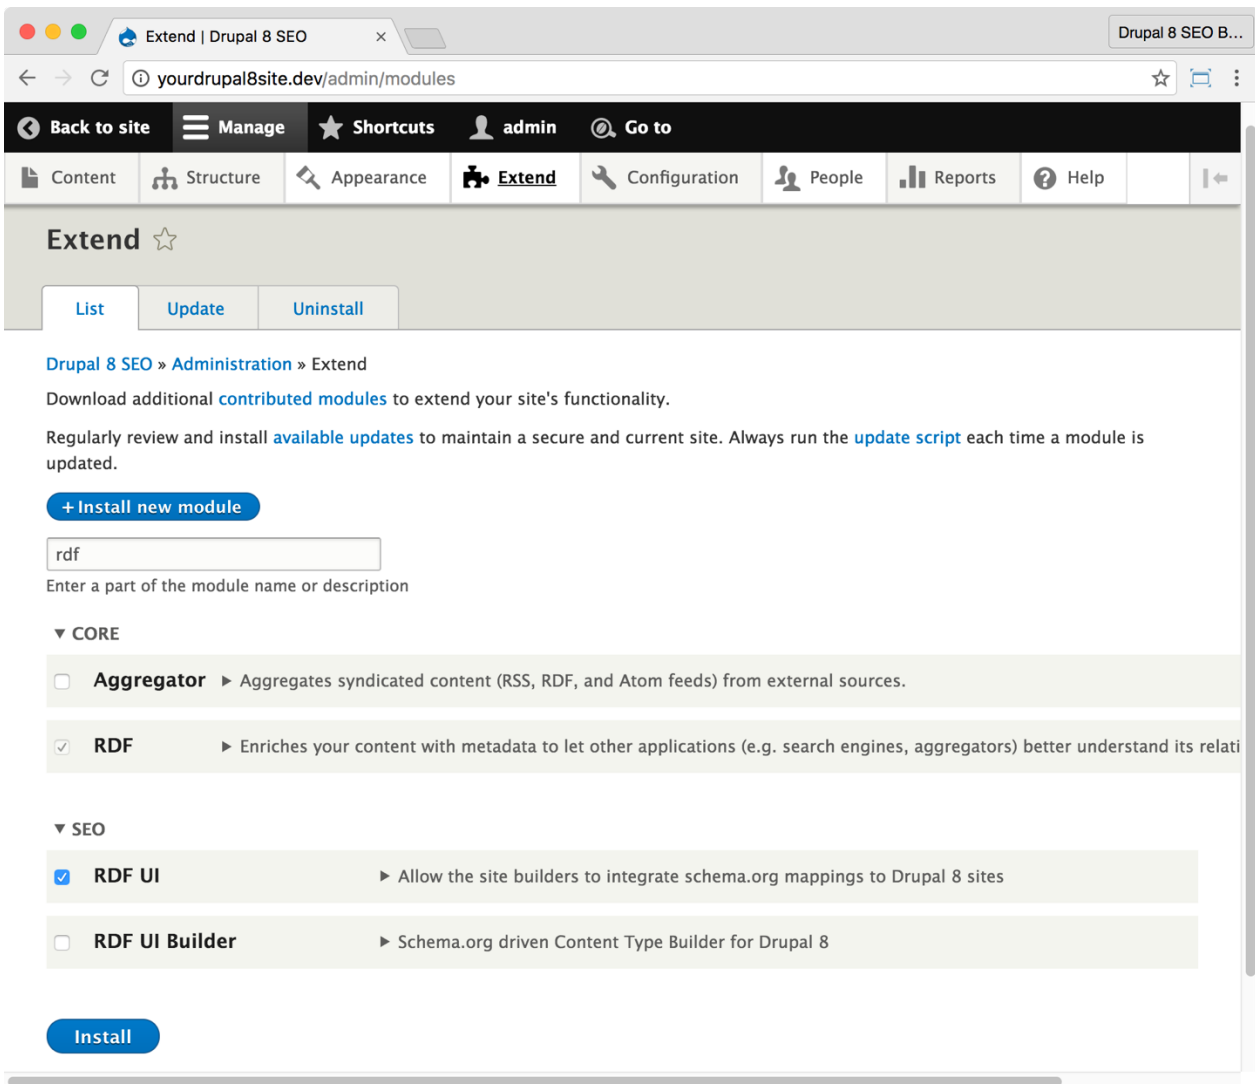 Extend | Drupal 8 SEO × Drupal 8 SEO B...
yourdrupal8site.dev/admin/modules
Back to site Manage Shortcuts admin Go to
Content Structure Appearance Extend Configuration People Reports Help
Extend
List Update Uninstall
Drupal 8 SEO » Administration » Extend
Download additional contributed modules to extend your site's functionality.
Regularly review and install available updates to maintain a secure and current site. Always run the update script each time a module is
updated.
+ Install new module
rdf
Enter a part of the module name or description
▼ CORE
Aggregator ▶ Aggregates syndicated content (RSS, RDF, and Atom feeds) from external sources.
RDF ▶ Enriches your content with metadata to let other applications (e.g. search engines, aggregators) better understand its relati
▼ SEO
RDF UI ▶ Allow the site builders to integrate schema.org mappings to Drupal 8 sites
RDF UI Builder ▶ Schema.org driven Content Type Builder for Drupal 8
Install